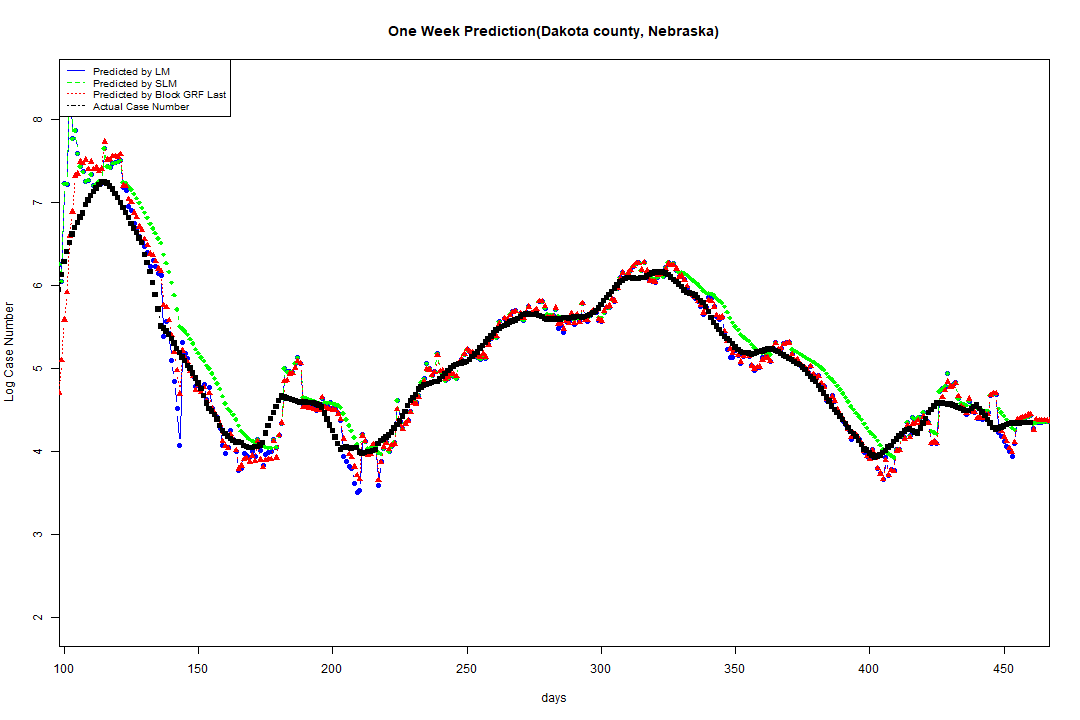 One Week Prediction(Dakota county, Nebraska)
Predicted by LM
Predicted by SLM
Predicted by Block GRF Last
Actual Case Number
8
7
6
5
4
3
2
Log Case Number
100 150 200 250 300 350 400 450
days